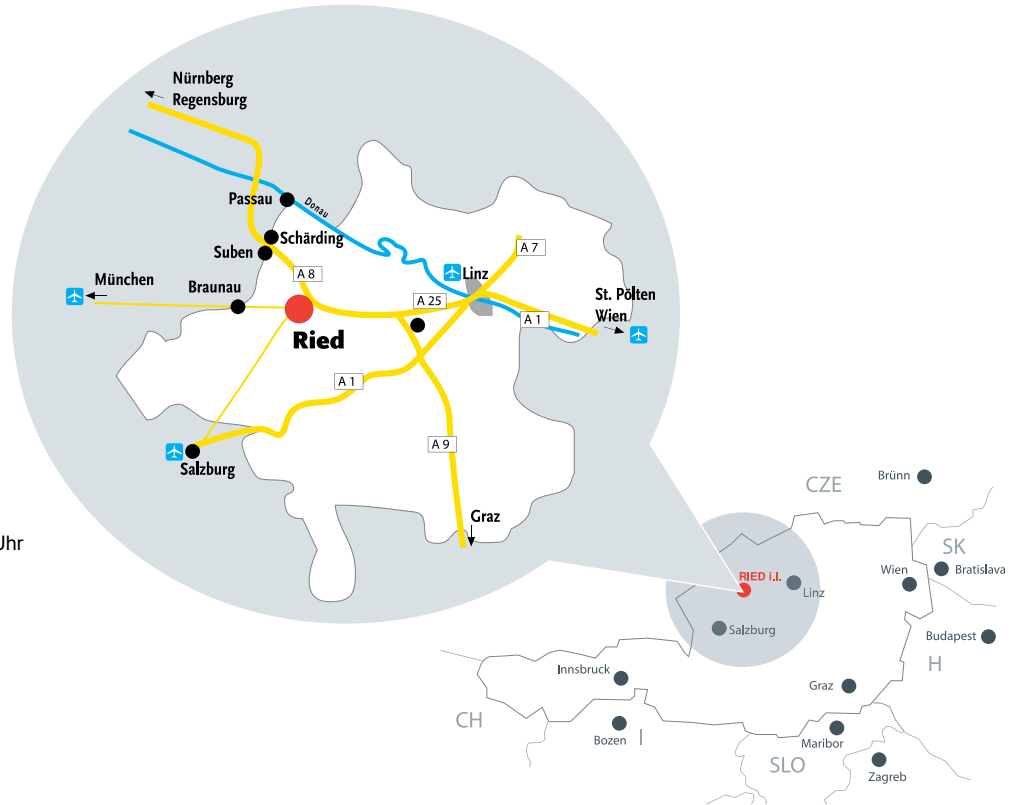 Nürnberg
Regensburg
Passau
Donau
Schärding
Suben
A 8
A 7
Linz
München
Braunau
A 25
St. Pölten
Wien
A 1
Ried
A 1
A 9
Salzburg
Graz
Uhr
CZE
Brünn
SK
RIED i.I.
Linz
Wien
Bratislava
Salzburg
Budapest
H
Innsbruck
Graz
CH
Bozen
I
Maribor
SLO
Zagreb